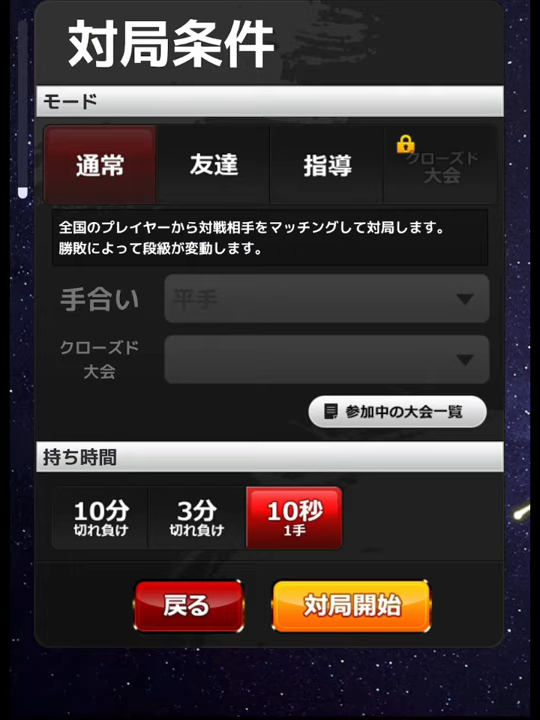 対局条件
モード
通常
友達
指導
クローズド
大会
全国のプレイヤーから対戦相手をマッチングして対局します。
勝敗によって段級が変動します。
手合い
平手
クローズド
大会
参加中の大会一覧
持ち時間
10分
切れ負け
3分
切れ負け
10秒
1手
戻る
対局開始